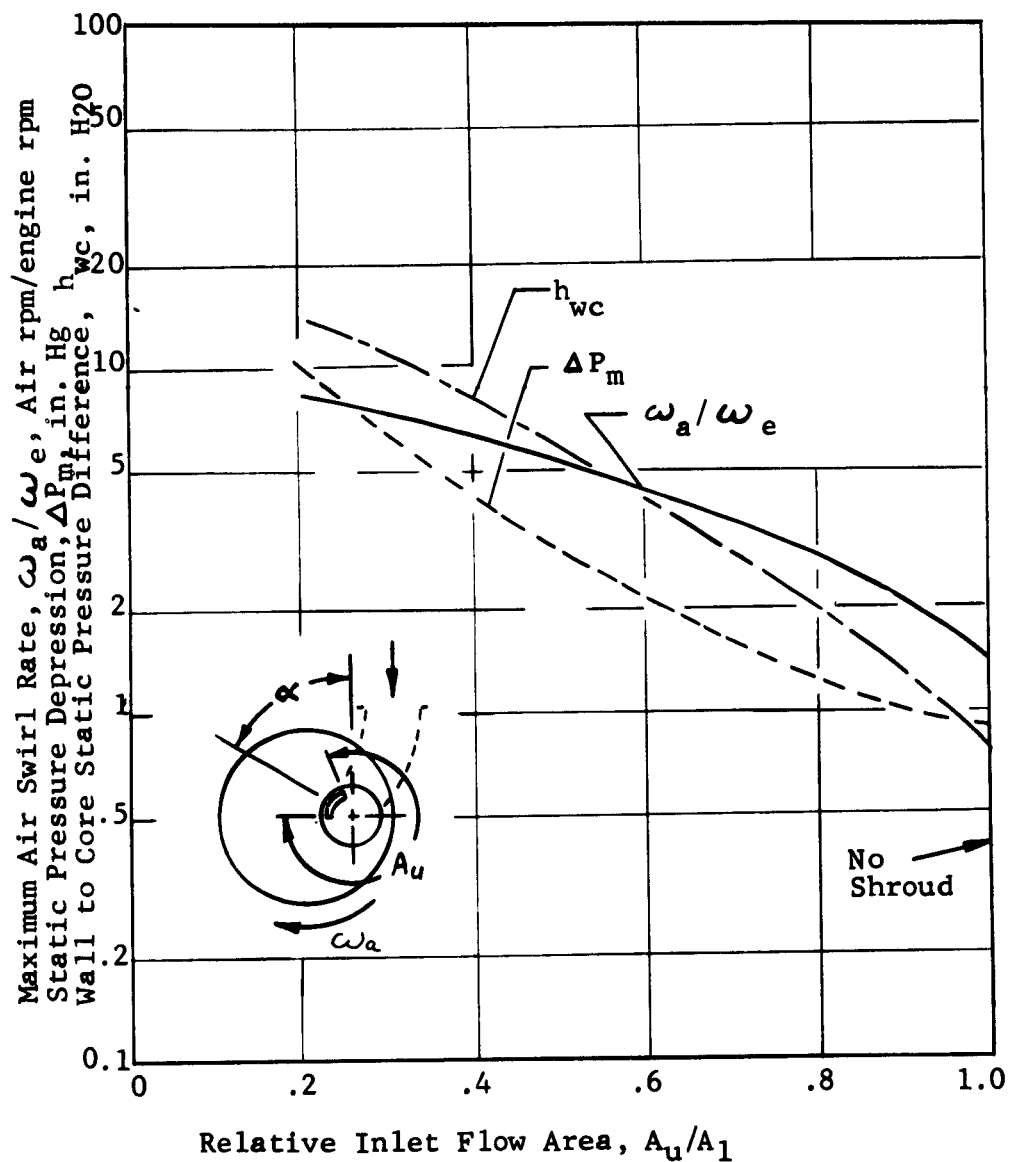 Maximum Air Swirl Rate, ωa/ωe, Air rpm/engine rpm
Static Pressure Depression, ΔPm, in. Hg
Wall to Core Static Pressure Difference, hwc, in. H2O
100
50
20
10
5
2
1
.5
.2
0.1
hwc
ΔPm
ωa/ωe
α
Au
ωa
No
Shroud
0 .2 .4 .6 .8 1.0
Relative Inlet Flow Area, Au/A1